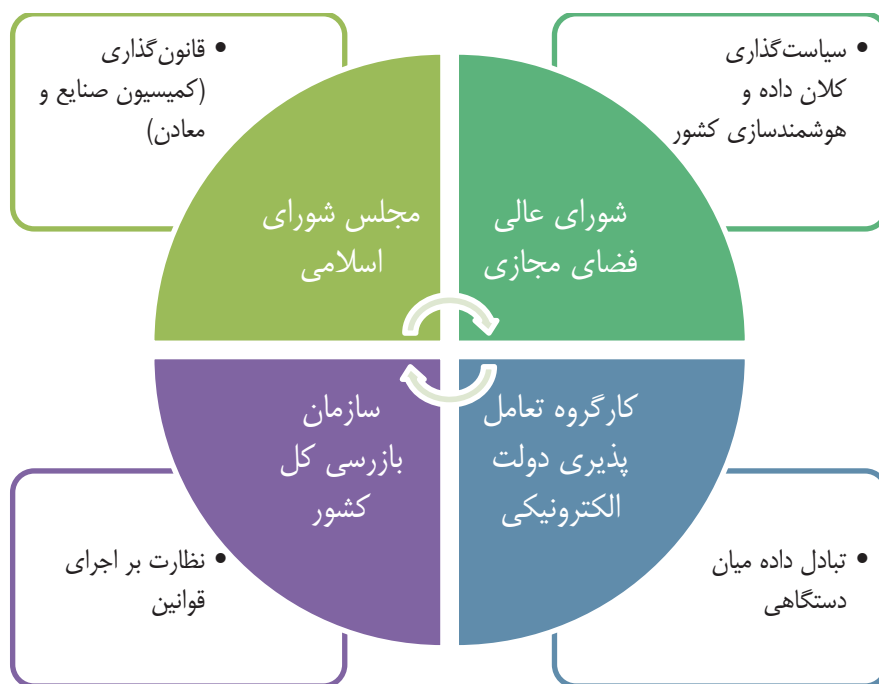 • سیاست‌گذاری
کلان داده و
هوشمندسازی کشور
شورای عالی
فضای مجازی
• قانون‌گذاری
(کمیسیون صنایع و
معادن)
مجلس شورای
اسلامی
کارگروه تعامل
پذیری دولت
الکترونیکی
• تبادل داده میان
دستگاهی
سازمان
بازرسی کل
کشور
• نظارت بر اجرای
قوانین